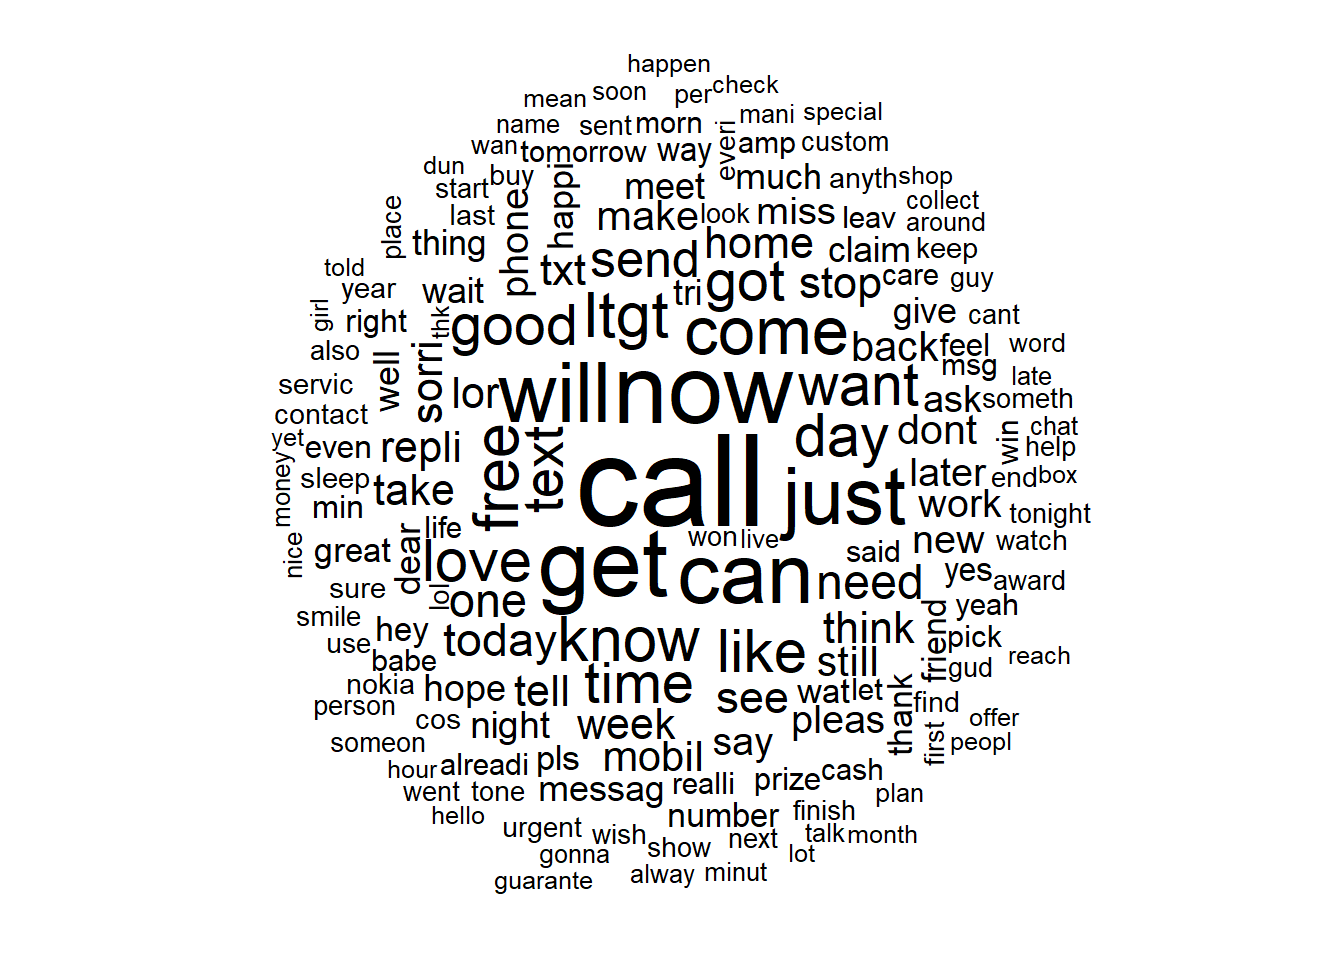 happen
mean soon per check
name sent morn everi mani special
wan tomorrow way amp custom
dun start buy happi meet much anyth shop
place last phone make look miss leav collect around
thing txt send home claim keep
told year wait tri got stop care guy
girl right thk good ltgt come give cant
also well sorri back feel msg word
servic lor will now want ask late someth
contact yet even repli free text call day dont win chat help
money sleep min take just later end box
nice great dear life won live said work new tonight watch
sure love get can need yes award
smile lol one friend yeah
use hey today know like think pick
babe still gud reach
nokia hope tell time see wat let thank find
person cos night week pleas first offer
someon mobil say peopl
hour alreadi pls realli prize cash
went tone messag plan
hello number finish
urgent wish show next talk month
gonna lot
guarante alway minut